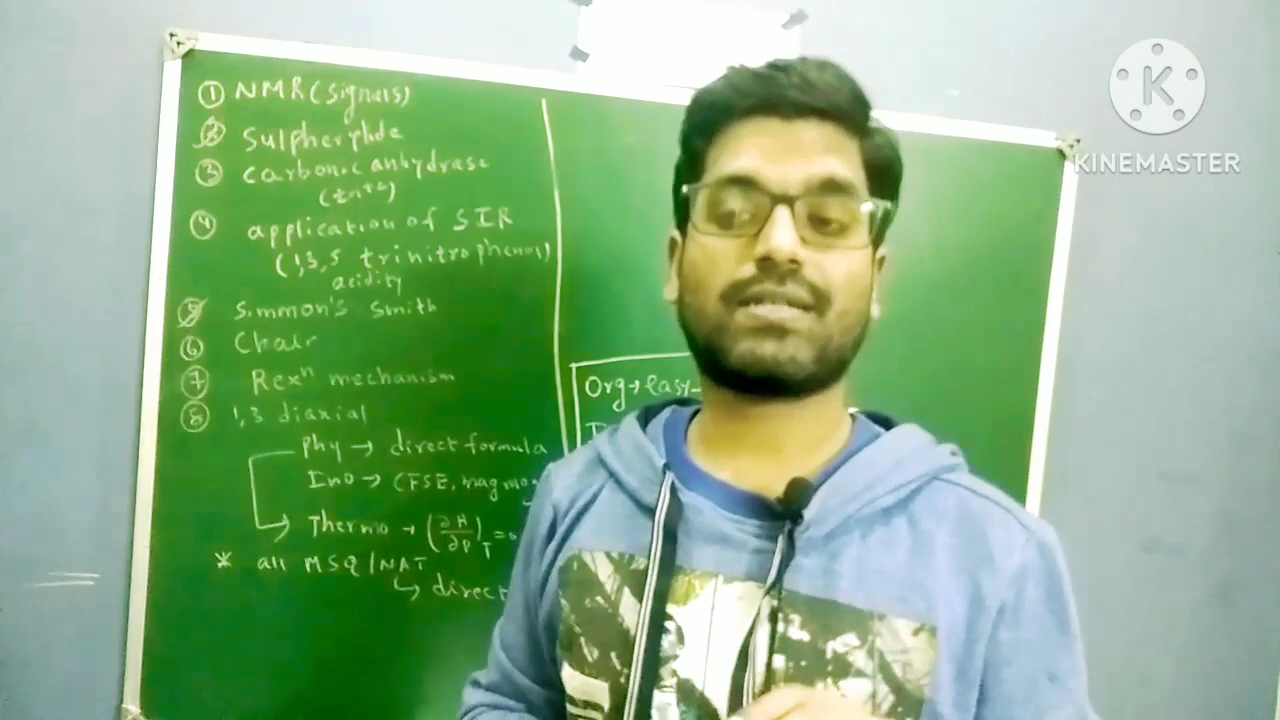 ① NMR (signals)
② Sulpherylide
③ carbonic anhydrase
(Zn+2)
④ application of SIR
(1,3,5 trinitrophenol)
acidity
⑤ Simmon's Smith
⑥ Chair
⑦ Rexⁿ mechanism
⑧ 1,3 diaxial
Phy → direct formula
Ino → CFSE, mag mo
Thermo → (∂H/∂P)T = 0
* all MSQ/NAT
↳ direct
Org → easy
K
KINEMASTER